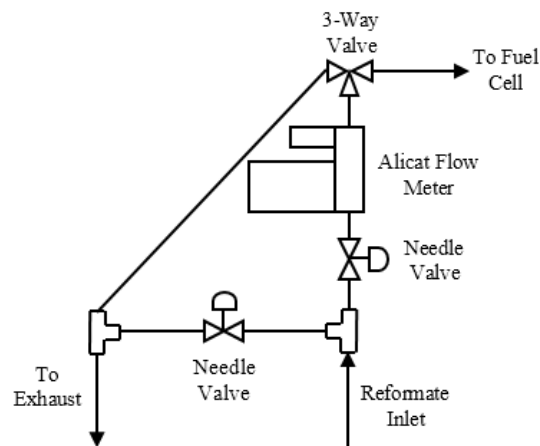 3-Way
Valve
To Fuel
Cell
Alicat Flow
Meter
Needle
Valve
Needle
Valve
To
Exhaust
Reformate
Inlet